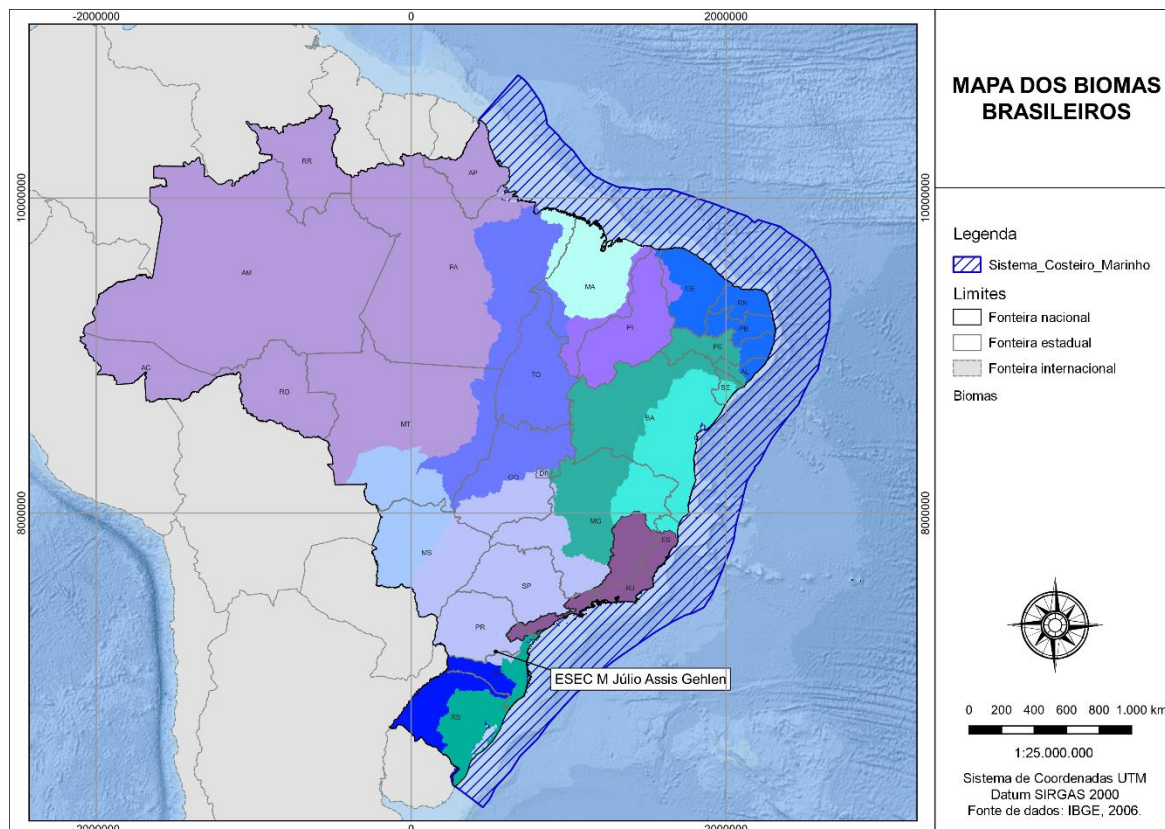 -2000000 0 2000000
MAPA DOS BIOMAS
BRASILEIROS
10000000 10000000
8000000 8000000
-2000000 0 2000000
RR
AP
AM
PA
MA
CE
RN
PB
PI
PE
AL
SE
AC
RO
TO
BA
MT
GO
DF
MG
ES
MS
SP
RJ
PR
RS
ESEC M Júlio Assis Gehlen
Legenda
Sistema_Costeiro_Marinho
Limites
Fonteira nacional
Fonteira estadual
Fonteira internacional
Biomas
0 200 400 600 800 1.000 km
1:25.000.000
Sistema de Coordenadas UTM
Datum SIRGAS 2000
Fonte de dados: IBGE, 2006.